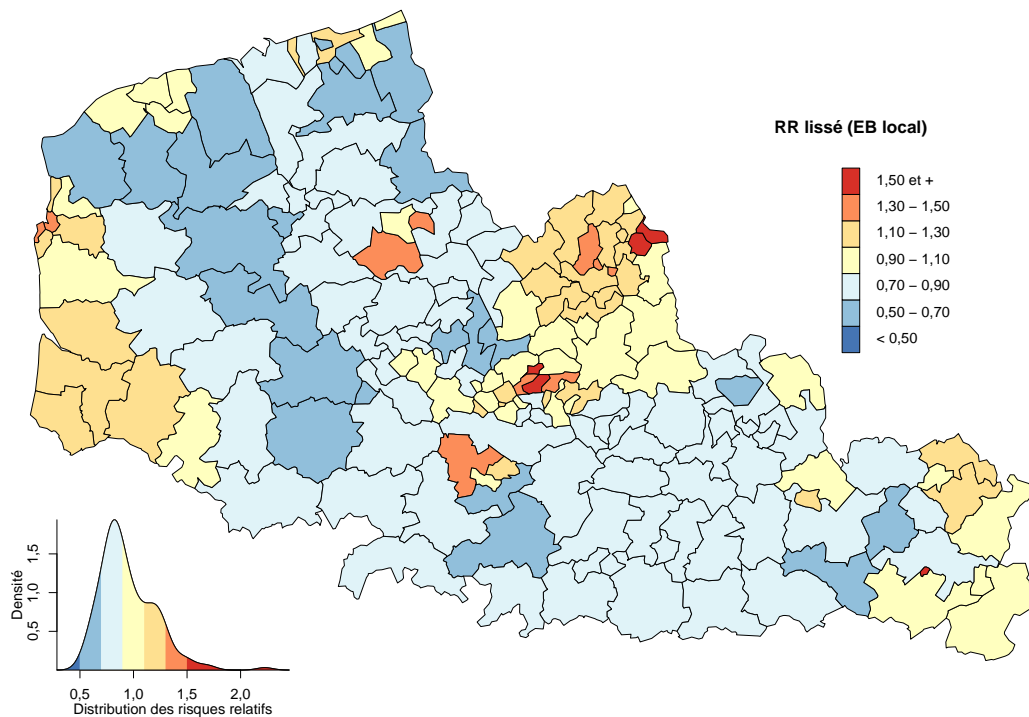 RR lissé (EB local)
1,50 et +
1,30 – 1,50
1,10 – 1,30
0,90 – 1,10
0,70 – 0,90
0,50 – 0,70
< 0,50
Densité
1,5
1,0
0,5
0,5 1,0 1,5 2,0
Distribution des risques relatifs